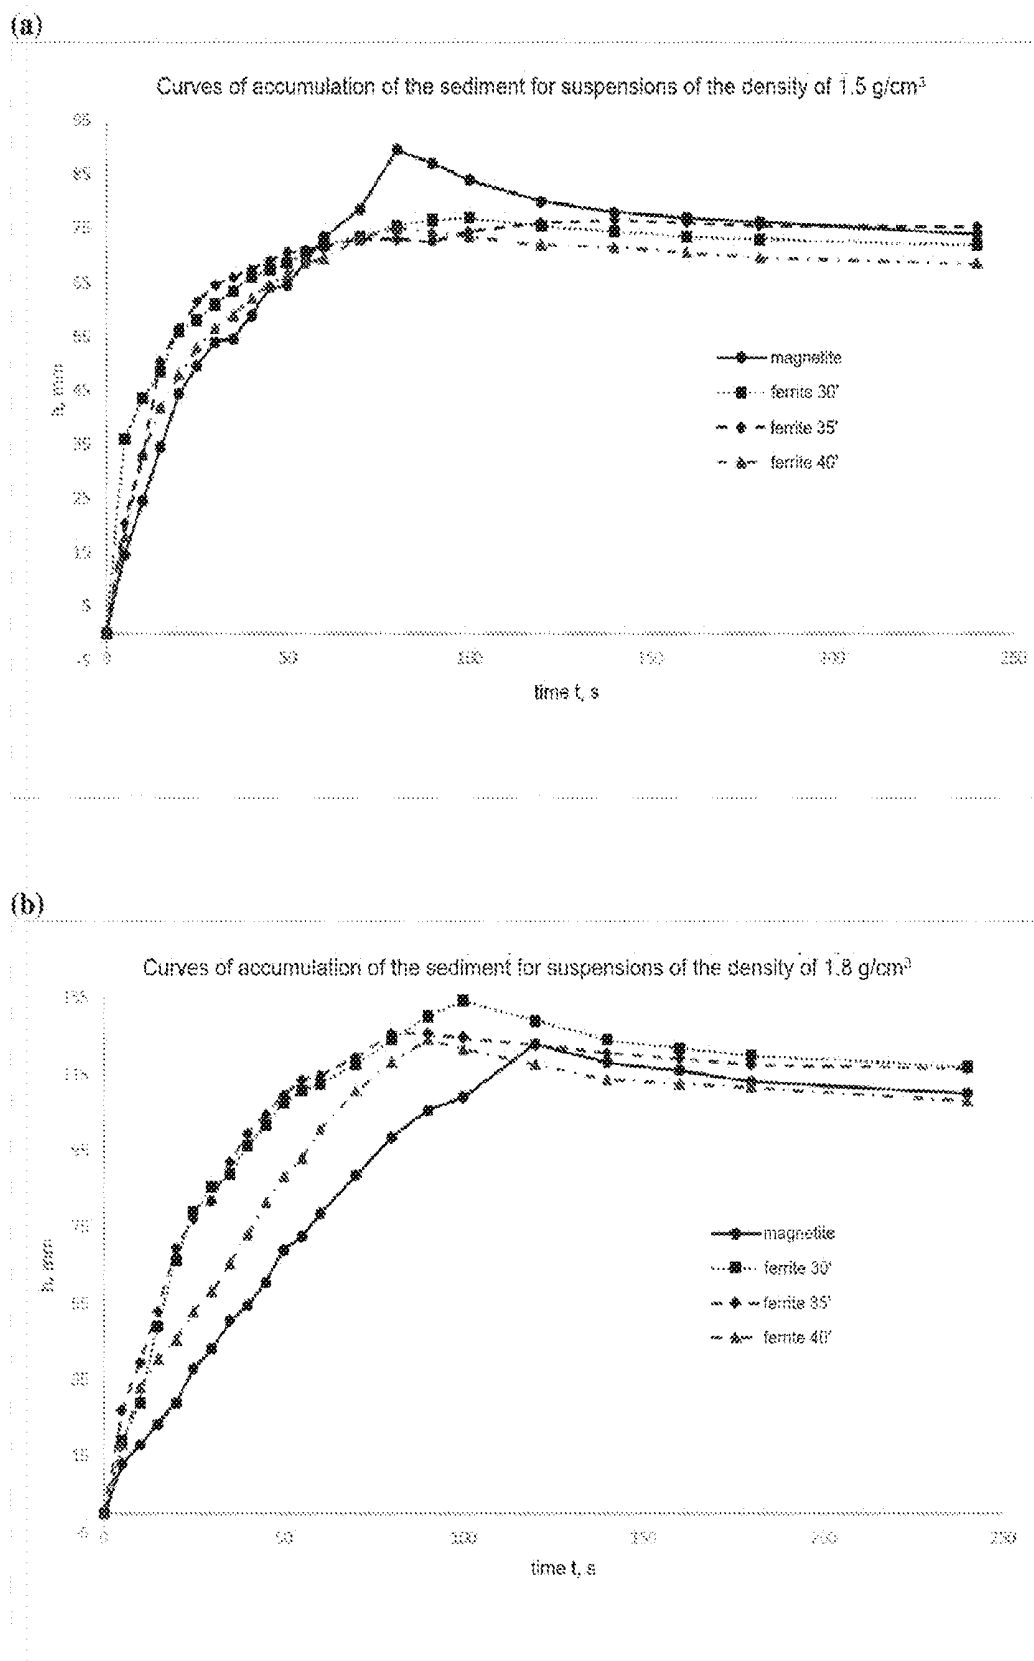 (a)
Curves of accumulation of the sediment for suspensions of the density of 1.5 g/cm³
95
85
75
65
55
45
35
25
15
5
-5
h, mm
magnetite
ferrite 30'
ferrite 35'
ferrite 40'
0 50 100 150 200 250
time t, s
(b)
Curves of accumulation of the sediment for suspensions of the density of 1.8 g/cm³
135
115
95
75
55
35
15
-5
h, mm
magnetite
ferrite 30'
ferrite 35'
ferrite 40'
0 50 100 150 200 250
time t, s